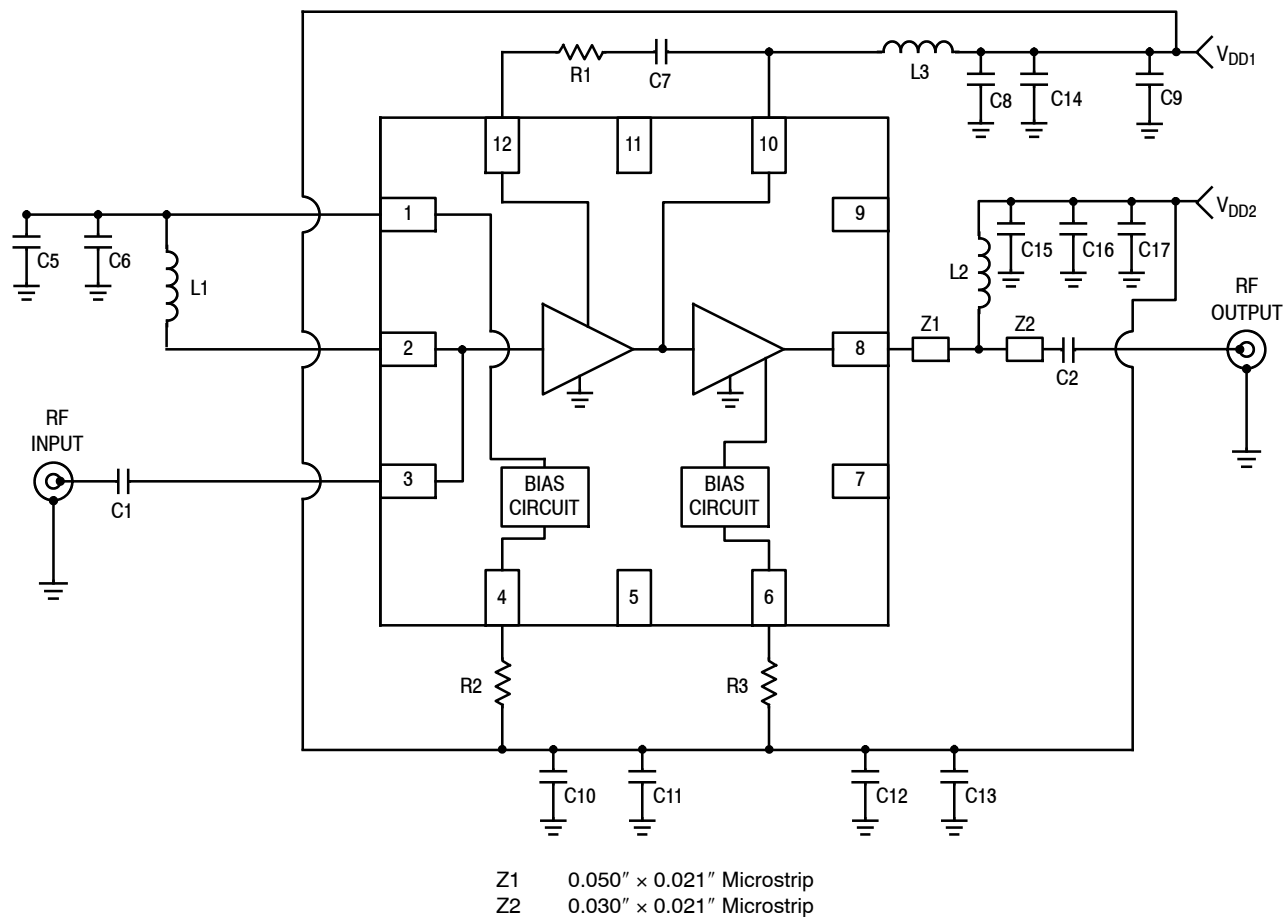 R1
C7
L3
C8
C14
C9
VDD1
12
11
10
1
9
VDD2
C5
C6
L1
C15
C16
C17
L2
RF
OUTPUT
2
8
Z1
Z2
C2
RF
INPUT
3
7
C1
BIAS
CIRCUIT
BIAS
CIRCUIT
4
5
6
R2
R3
C10
C11
C12
C13
Z1 0.050″ × 0.021″ Microstrip
Z2 0.030″ × 0.021″ Microstrip